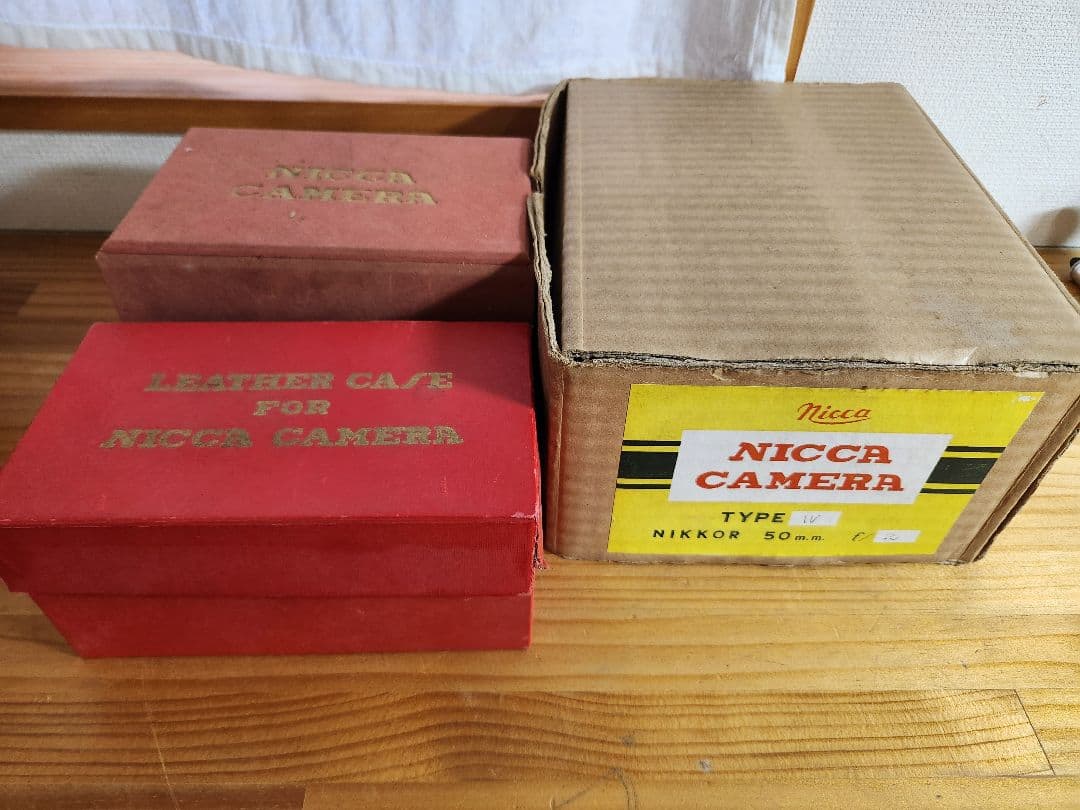 NICCA
CAMERA
LEATHER CASE
FOR
NICCA CAMERA
Nicca
NICCA
CAMERA
TYPE
NIKKOR 50m.m. F/